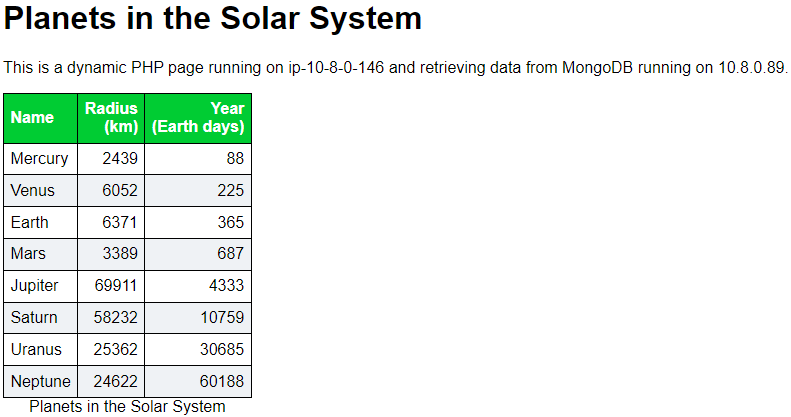 Planets in the Solar System
This is a dynamic PHP page running on ip-10-8-0-146 and retrieving data from MongoDB running on 10.8.0.89.
Name Radius (km) Year (Earth days)
Mercury 2439 88
Venus 6052 225
Earth 6371 365
Mars 3389 687
Jupiter 69911 4333
Saturn 58232 10759
Uranus 25362 30685
Neptune 24622 60188
Planets in the Solar System